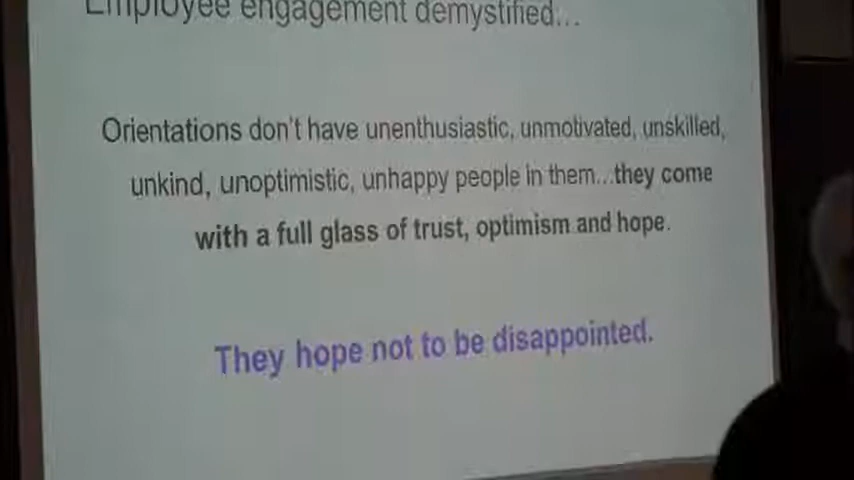 Employee engagement demystified...
Orientations don't have unenthusiastic, unmotivated, unskilled,
unkind, unoptimistic, unhappy people in them...they come
with a full glass of trust, optimism and hope.
They hope not to be disappointed.